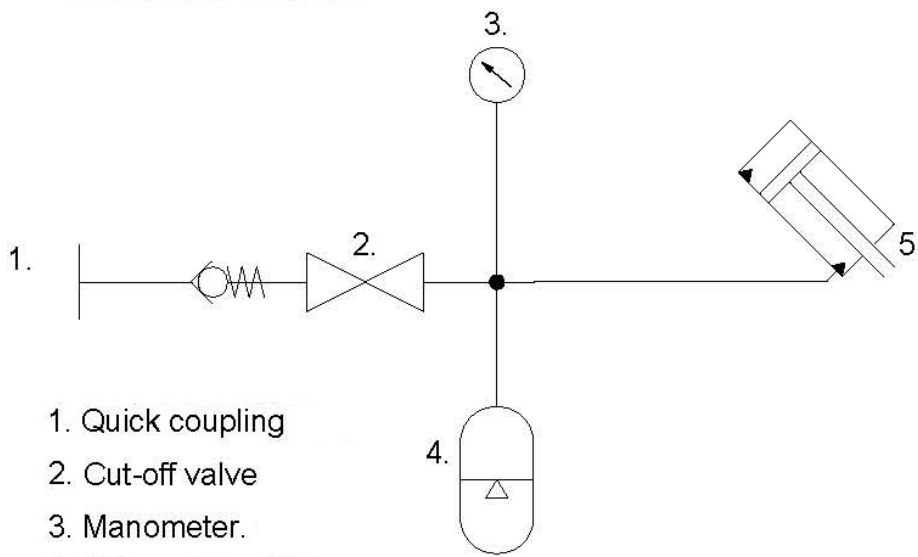 3.
1.
2.
5
4.
1. Quick coupling
2. Cut-off valve
3. Manometer.